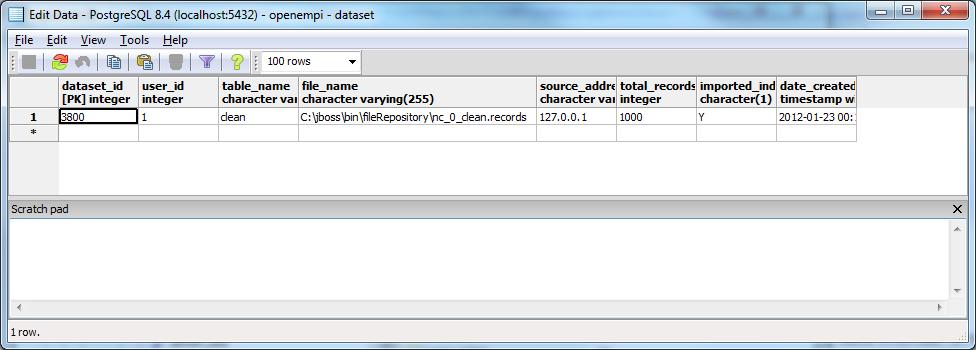 Edit Data - PostgreSQL 8.4 (localhost:5432) - openempi - dataset
File Edit View Tools Help
100 rows
dataset_id user_id table_name file_name source_addre total_records imported_ind date_created
[PK] integer integer character var character varying(255) character var integer character(1) timestamp w
1 3800 1 clean C:\jboss\bin\fileRepository\nc_0_clean.records 127.0.0.1 1000 Y 2012-01-23 00:
*
Scratch pad
1 row.